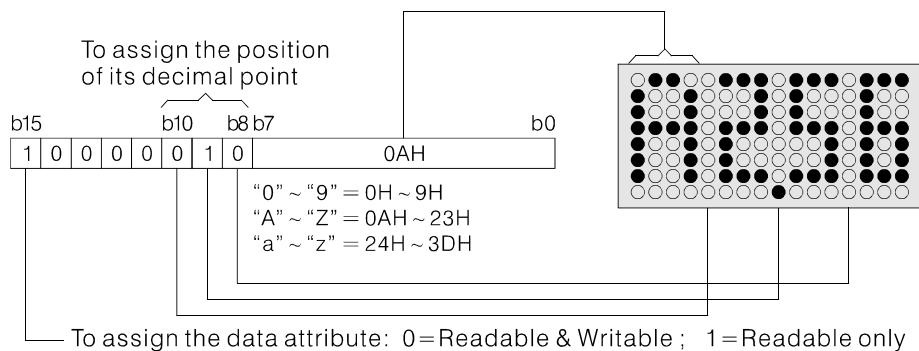 To assign the position
of its decimal point
b15 b10 b8 b7 b0
1 0 0 0 0 0 1 0 0AH
“0” ~ “9” = 0H ~ 9H
“A” ~ “Z” = 0AH ~ 23H
“a” ~ “z” = 24H ~ 3DH
To assign the data attribute: 0=Readable & Writable ; 1=Readable only